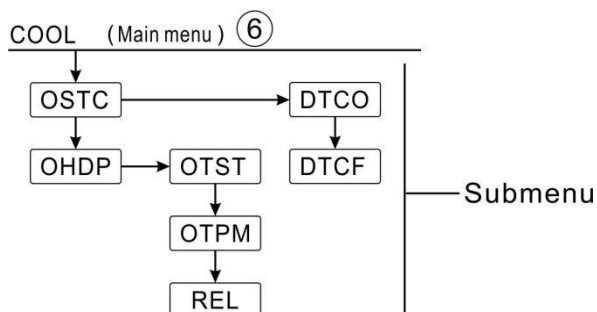 COOL (Main menu) ⑥
OSTC DTCO
OHDP OTST DTCF
Submenu
OTPM
REL